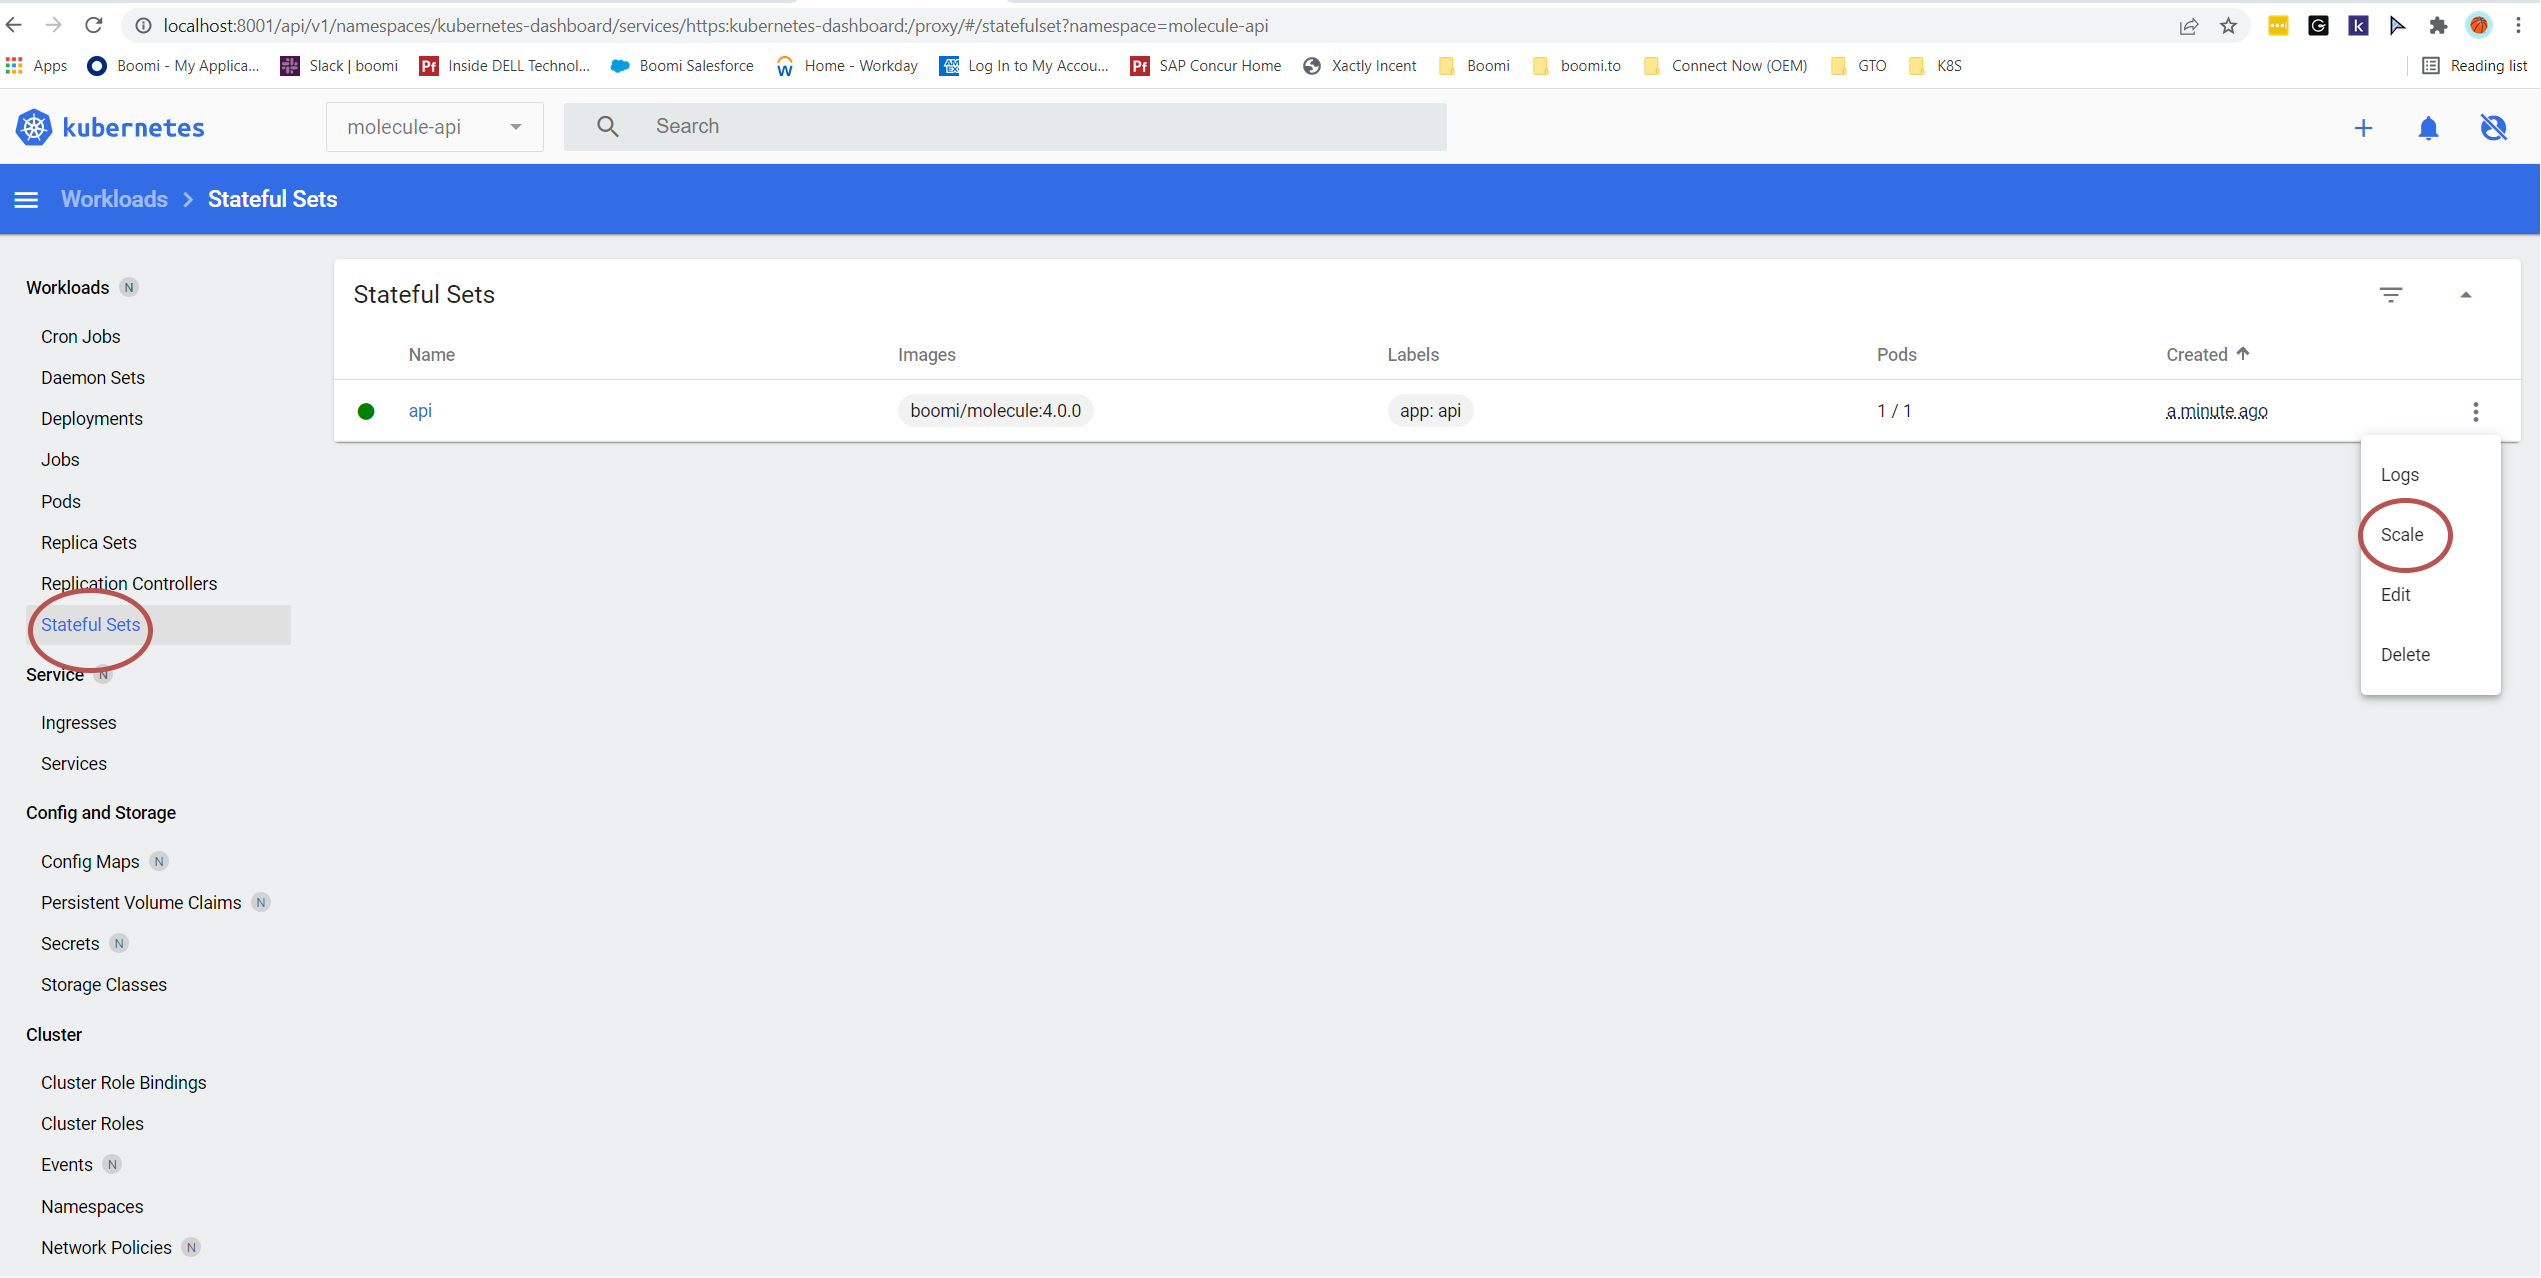 localhost:8001/api/v1/namespaces/kubernetes-dashboard/services/https:kubernetes-dashboard:/proxy/#/statefulset?namespace=molecule-api
Apps Boomi - My Applica... Slack | boomi Pf Inside DELL Technol... Boomi Salesforce Home - Workday Log In to My Accou... Pf SAP Concur Home Xactly Incent Boomi boomi.to Connect Now (OEM) GTO K8S Reading list
kubernetes molecule-api Search
Workloads > Stateful Sets
Workloads N
Cron Jobs
Daemon Sets
Deployments
Jobs
Pods
Replica Sets
Replication Controllers
Stateful Sets
Service N
Ingresses
Services
Config and Storage
Config Maps N
Persistent Volume Claims N
Secrets N
Storage Classes
Cluster
Cluster Role Bindings
Cluster Roles
Events N
Namespaces
Network Policies N
Stateful Sets
Name Images Labels Pods Created
api boomi/molecule:4.0.0 app: api 1 / 1 a minute ago
Logs
Scale
Edit
Delete